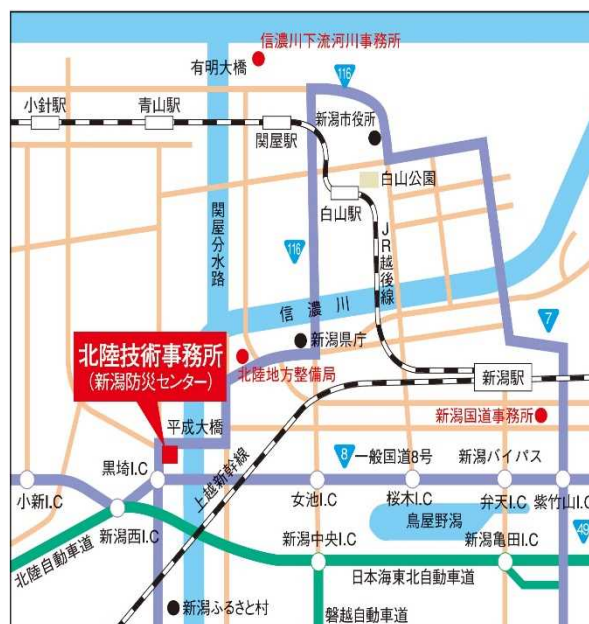 信濃川下流河川事務所
有明大橋
116
小針駅
青山駅
関屋駅
新潟市役所
白山公園
白山駅
関屋分水路
116
JR越後線
信濃川
7
北陸技術事務所
(新潟防災センター)
新潟県庁
北陸地方整備局
新潟駅
平成大橋
新潟国道事務所
上越新幹線
8
一般国道8号
新潟バイパス
黒埼I.C
小新I.C
女池I.C
桜木I.C
弁天I.C
紫竹山I.C
鳥屋野潟
49
新潟西I.C
新潟中央I.C
新潟亀田I.C
北陸自動車道
日本海東北自動車道
新潟ふるさと村
磐越自動車道